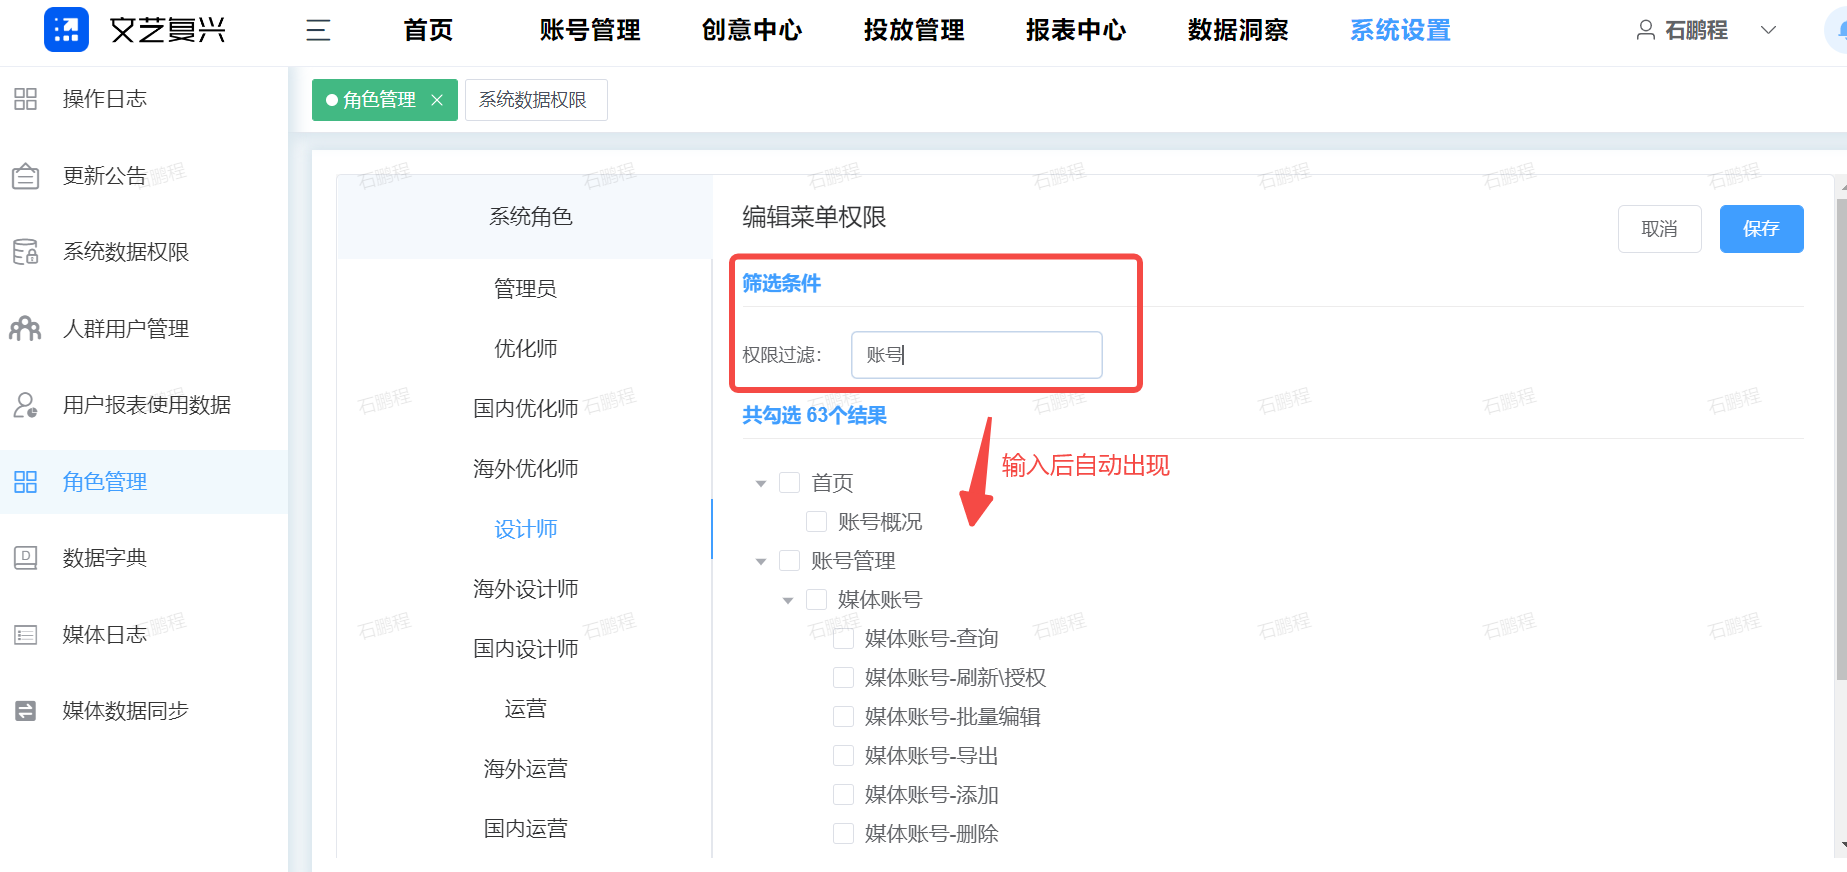 文艺复兴
首页 账号管理 创意中心 投放管理 报表中心 数据洞察 系统设置
石鹏程
操作日志
更新公告
系统数据权限
人群用户管理
用户报表使用数据
角色管理
数据字典
媒体日志
媒体数据同步
角色管理 × 系统数据权限
系统角色
管理员
优化师
国内优化师
海外优化师
设计师
海外设计师
国内设计师
运营
海外运营
国内运营
编辑菜单权限
取消 保存
筛选条件
权限过滤： 账号
共勾选 63个结果
输入后自动出现
首页
账号概况
账号管理
媒体账号
媒体账号-查询
媒体账号-刷新\授权
媒体账号-批量编辑
媒体账号-导出
媒体账号-添加
媒体账号-删除
石鹏程